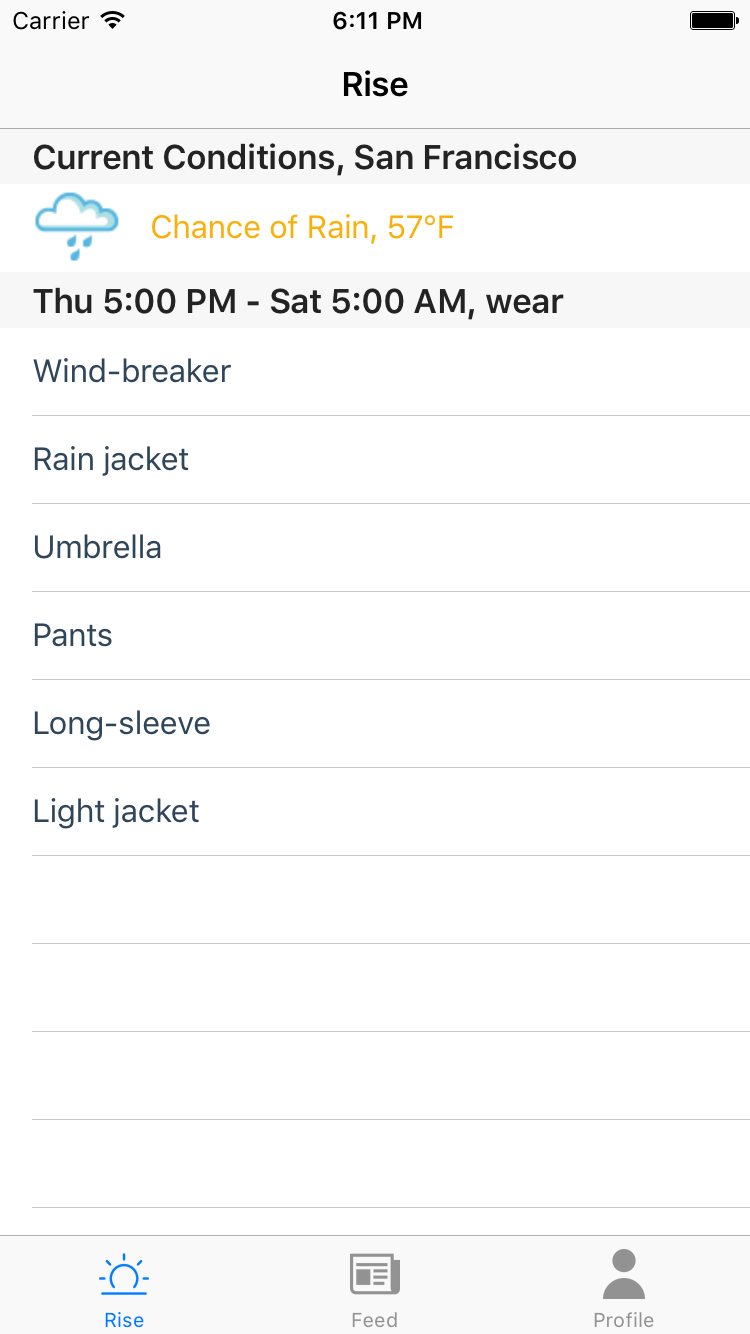 Carrier 6:11 PM
Rise
Current Conditions, San Francisco
Chance of Rain, 57°F
Thu 5:00 PM - Sat 5:00 AM, wear
Wind-breaker
Rain jacket
Umbrella
Pants
Long-sleeve
Light jacket
Rise Feed Profile